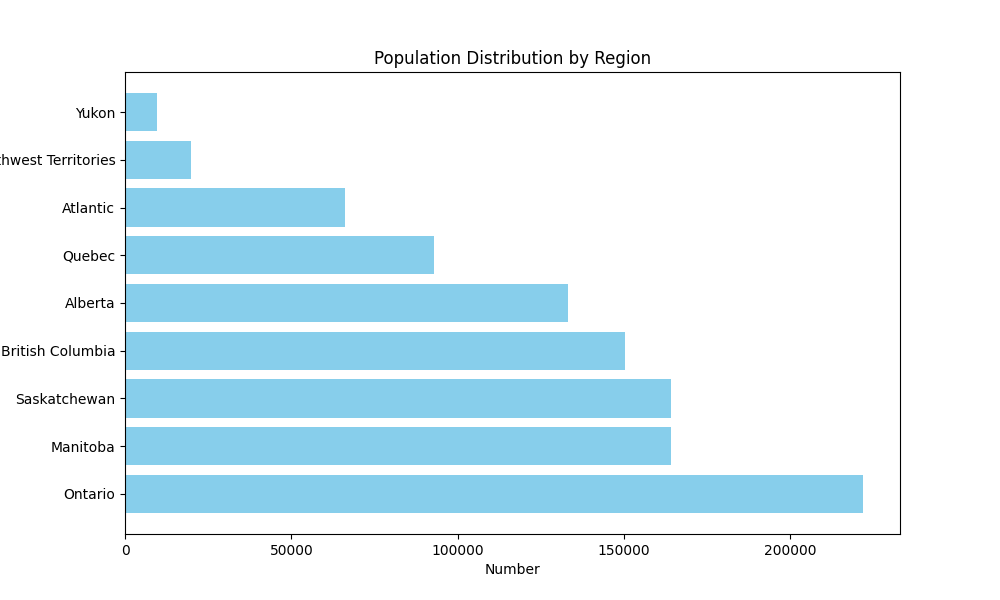 Population Distribution by Region
Yukon
thwest Territories
Atlantic
Quebec
Alberta
British Columbia
Saskatchewan
Manitoba
Ontario
0 50000 100000 150000 200000
Number